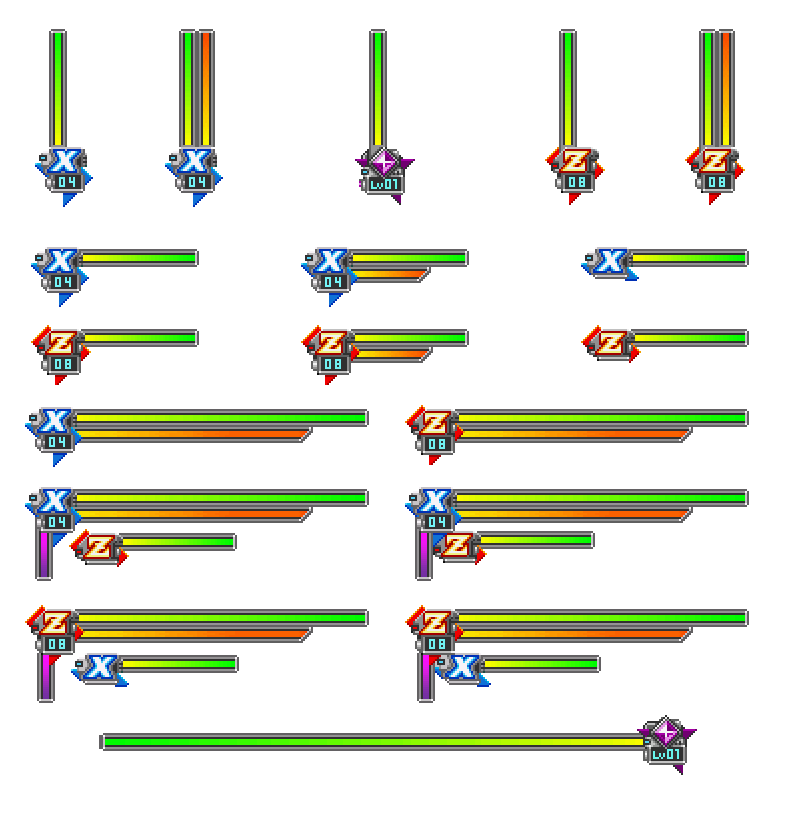 X X Z Z
04 04 Lv01 08 08
X X X
04 04
Z Z Z
08 08
X Z
04 08
X X
04 04
Z Z
Z Z
08 08
X X
Lv01